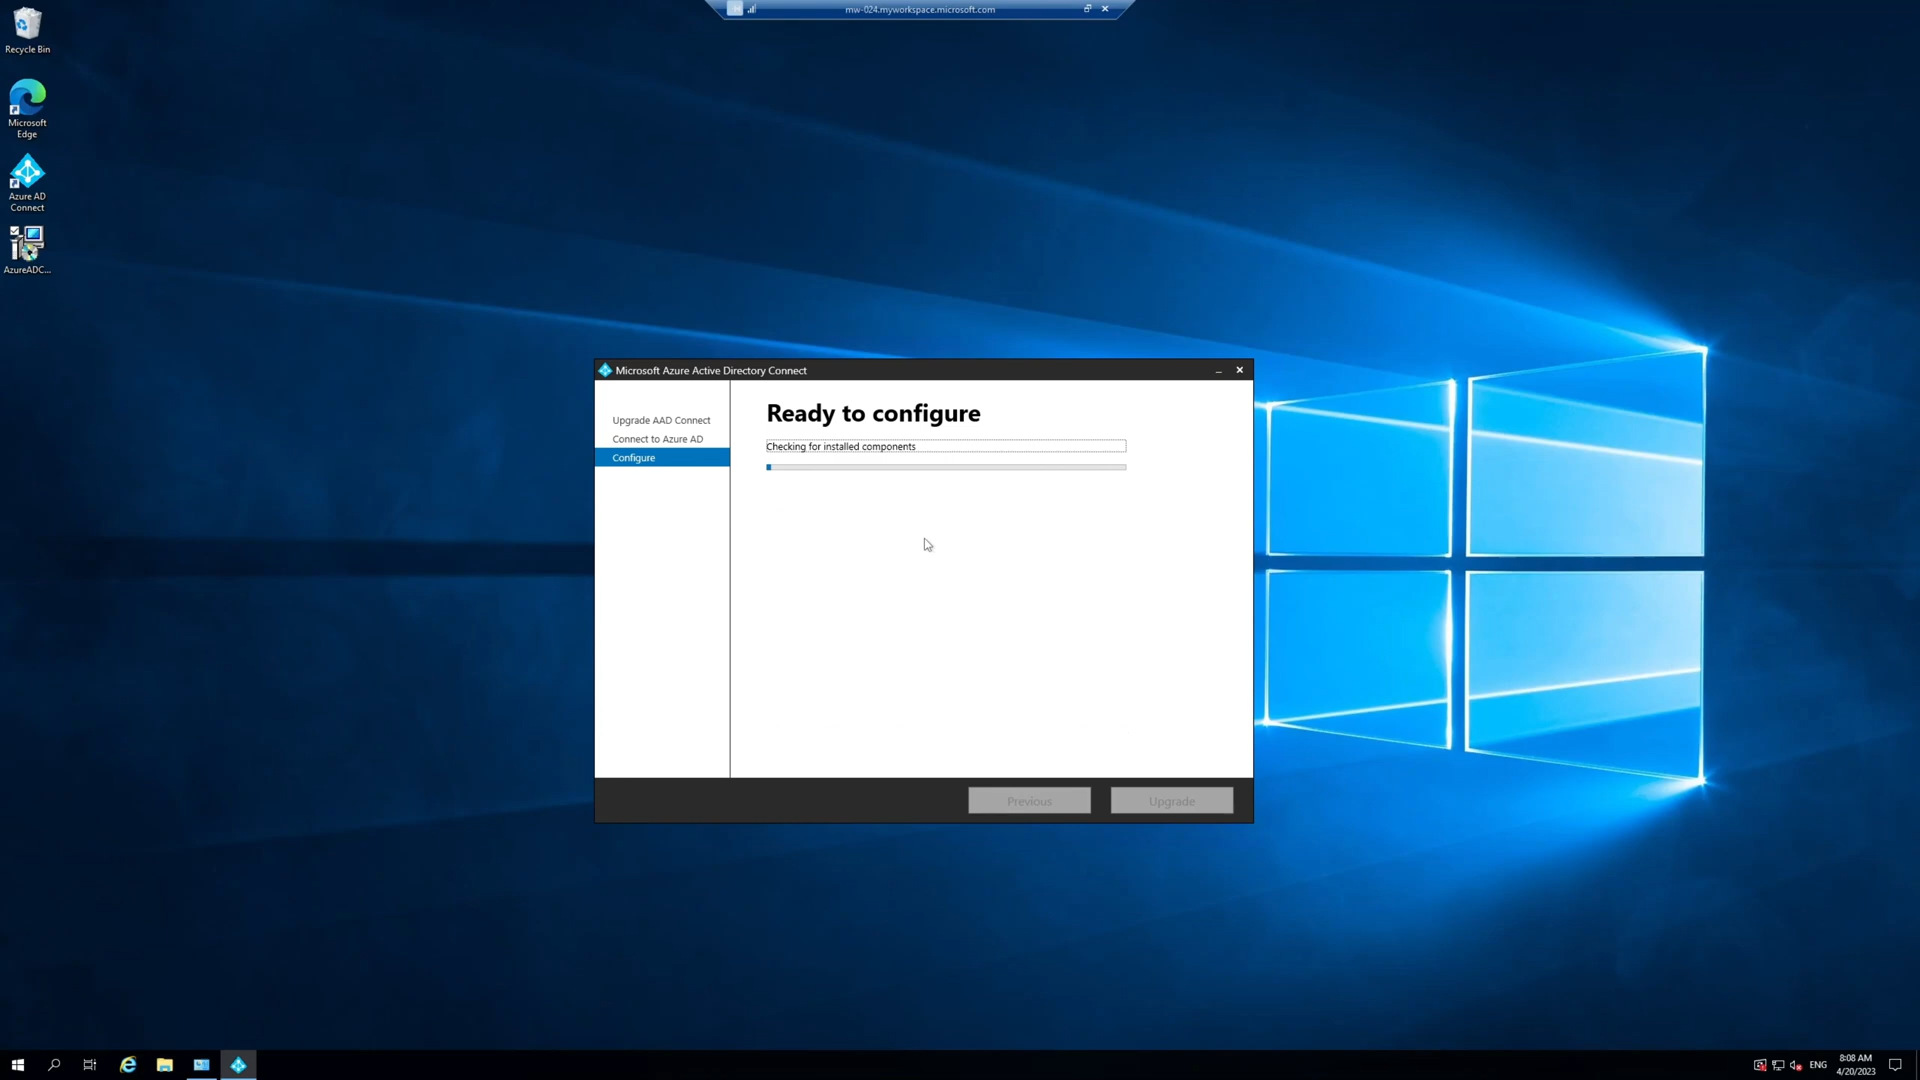 mw-024.myworkspace.microsoft.com
Recycle Bin
Microsoft
Edge
Azure AD
Connect
AzureADC...
Microsoft Azure Active Directory Connect
Upgrade AAD Connect
Connect to Azure AD
Configure
Ready to configure
Checking for installed components
Previous
Upgrade
ENG
8:08 AM
4/20/2023